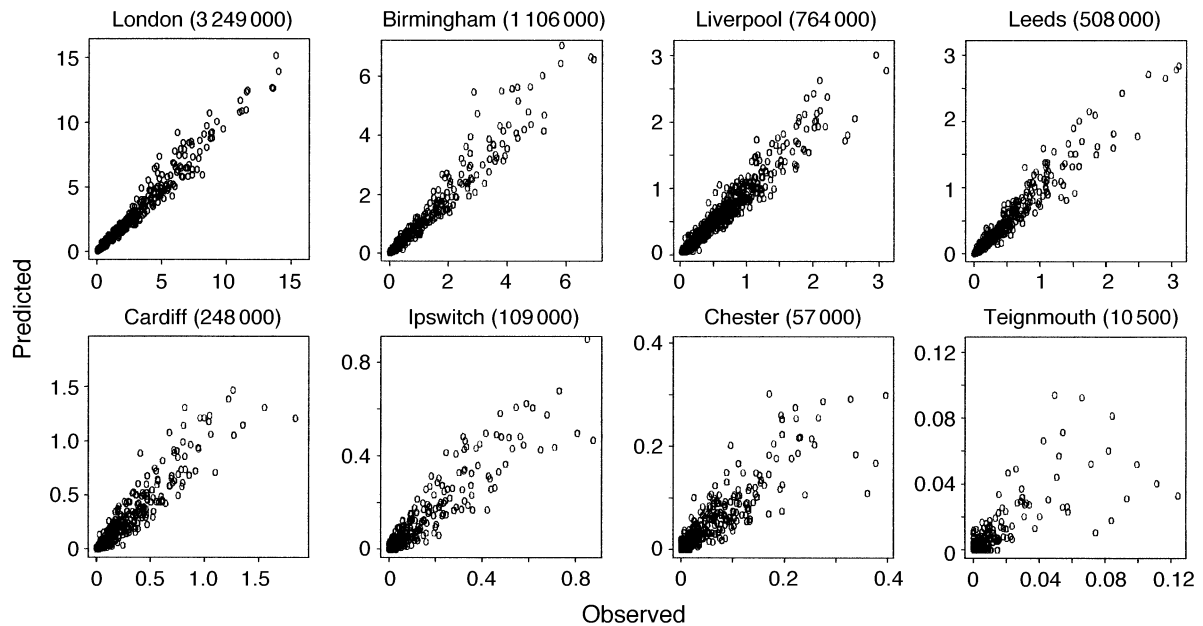 London (3 249 000)
Birmingham (1 106 000)
Liverpool (764 000)
Leeds (508 000)
15
10
5
0
0 5 10 15
6
4
2
0
0 2 4 6
3
2
1
0
0 1 2 3
3
2
1
0
0 1 2 3
Predicted
Cardiff (248 000)
Ipswitch (109 000)
Chester (57 000)
Teignmouth (10 500)
1.5
1.0
0.5
0
0 0.5 1.0 1.5
0.8
0.4
0
0 0.4 0.8
0.4
0.2
0
0 0.2 0.4
0.12
0.08
0.04
0
0 0.04 0.08 0.12
Observed